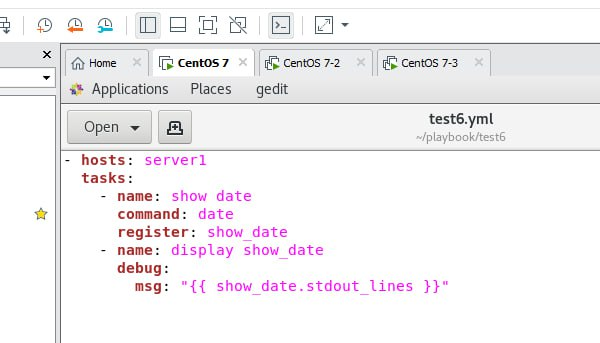 Home
CentOS 7
CentOS 7-2
CentOS 7-3
Applications Places gedit
Open
test6.yml
~/playbook/test6
- hosts: server1
  tasks:
    - name: show date
      command: date
      register: show_date
    - name: display show_date
      debug:
        msg: "{{ show_date.stdout_lines }}"